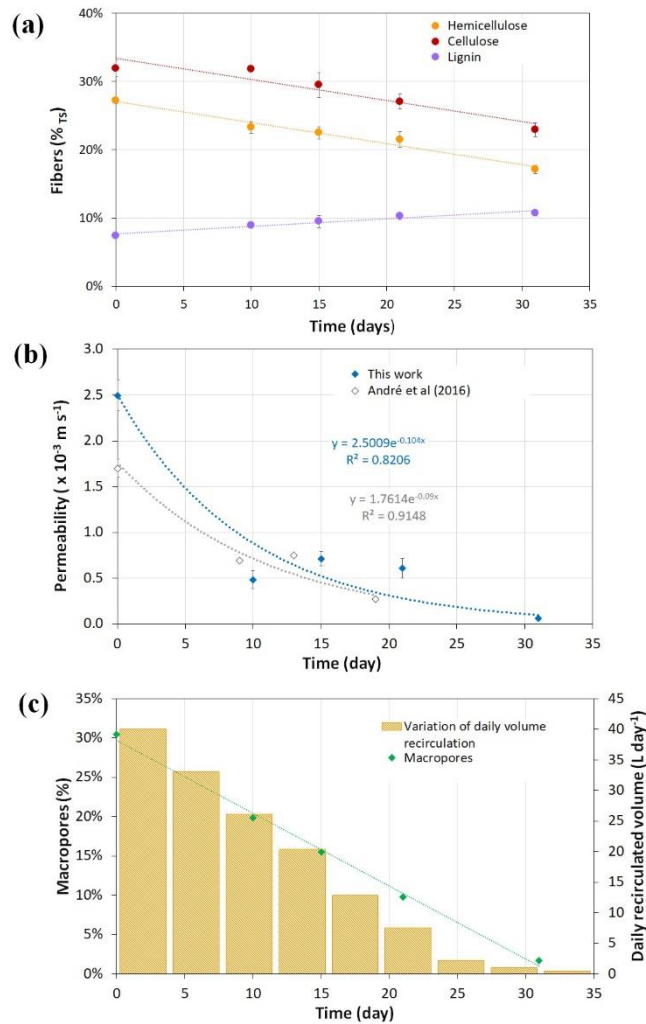 (a)
Hemicellulose
Cellulose
Lignin
40%
30%
20%
10%
0%
Fibers (% TS)
0 5 10 15 20 25 30 35
Time (days)
(b)
3.0
2.5
2.0
1.5
1.0
0.5
0.0
Permeability ( x 10⁻³ m s⁻¹)
This work
André et al (2016)
y = 2.5009e^-0.104x
R² = 0.8206
y = 1.7614e^-0.09x
R² = 0.9148
0 5 10 15 20 25 30 35
Time (day)
(c)
35%
30%
25%
20%
15%
10%
5%
0%
Macropores (%)
Variation of daily volume
recirculation
Macropores
45
40
35
30
25
20
15
10
5
0
Daily recirculated volume (L day⁻¹)
0 5 10 15 20 25 30 35
Time (day)